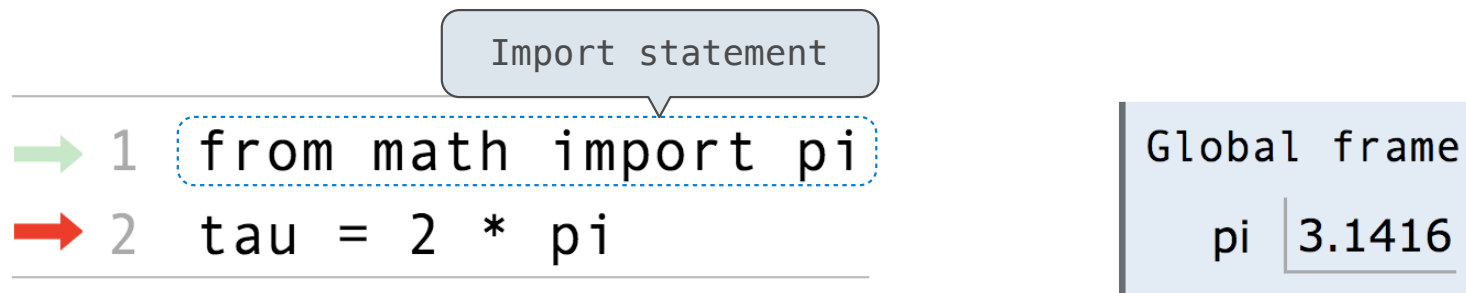 Import statement
1 from math import pi
2 tau = 2 * pi
Global frame
pi 3.1416